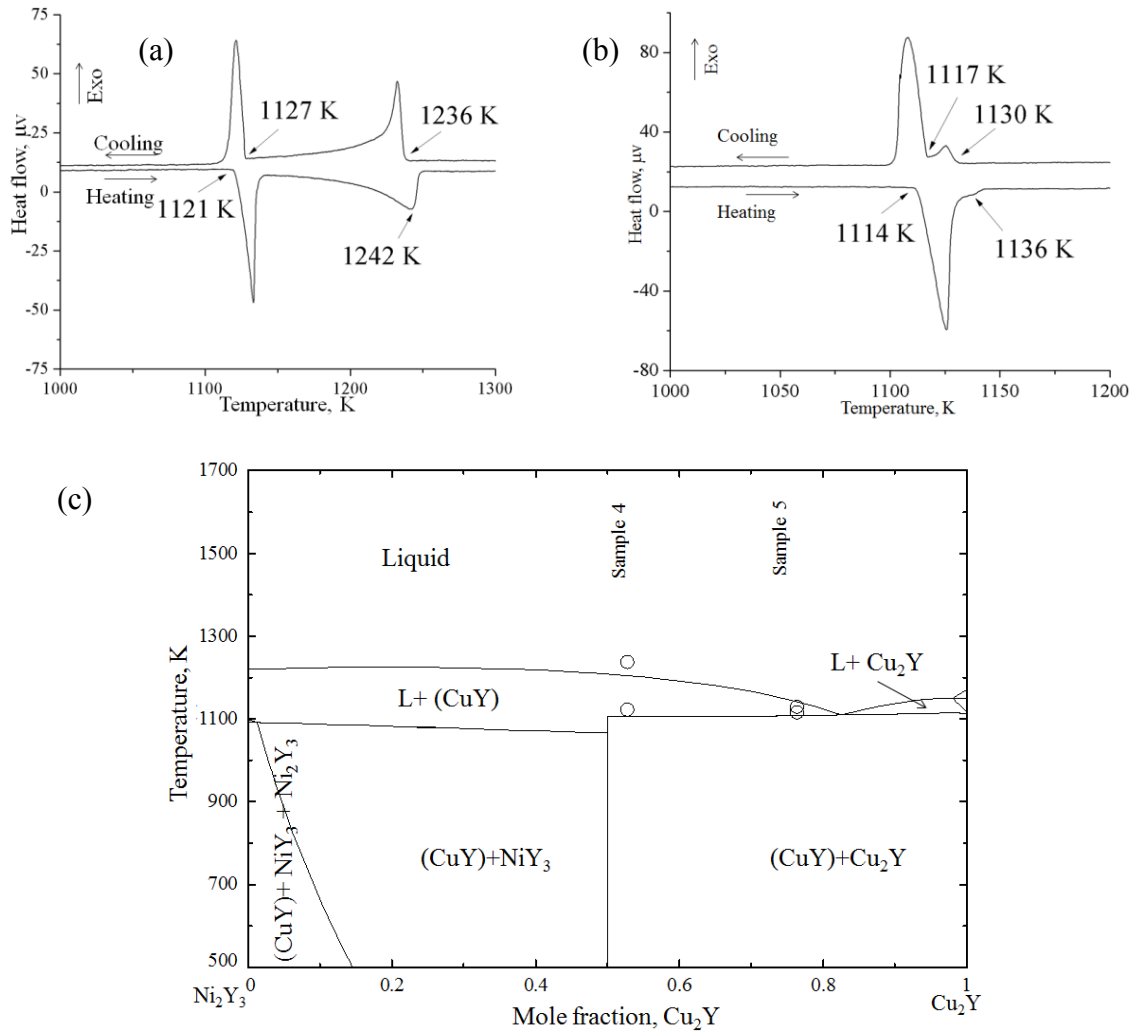 (a)
Heat flow, μv
75
50
25
0
-25
-50
-75
Exo
Cooling
Heating
1127 K
1236 K
1121 K
1242 K
1000
1100
1200
1300
Temperature, K
(b)
Heat flow, μv
80
60
40
20
0
-40
-80
Exo
Cooling
Heating
1117 K
1130 K
1114 K
1136 K
1000
1050
1100
1150
1200
Temperature, K
(c)
Temperature, K
1700
1500
1300
1100
900
700
500
Liquid
Sample 4
Sample 5
L+ (CuY)
L+ Cu₂Y
(CuY)+ NiY₃ + Ni₂Y₃
(CuY)+NiY₃
(CuY)+Cu₂Y
0
0.2
0.4
0.6
0.8
1
Ni₂Y₃
Cu₂Y
Mole fraction, Cu₂Y